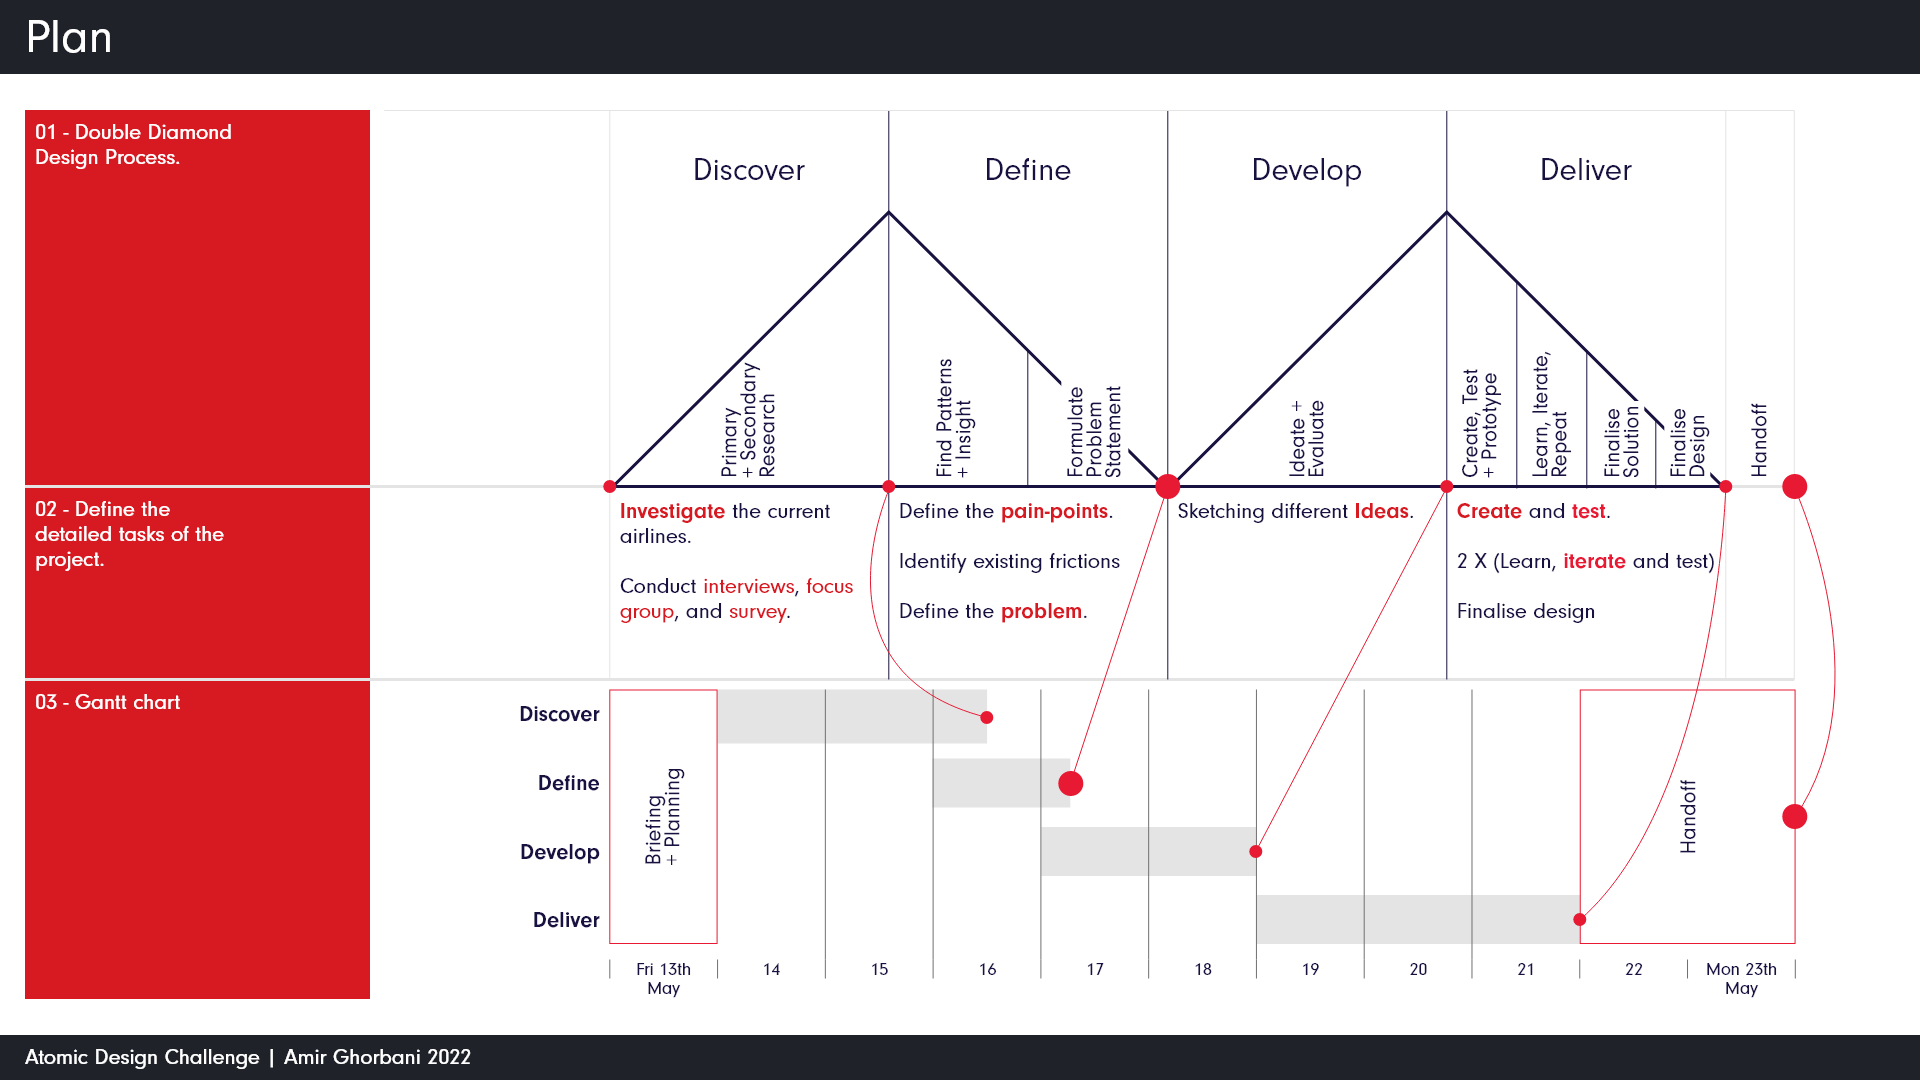 Plan
01 - Double Diamond
Design Process.
Discover
Define
Develop
Deliver
Primary
+ Secondary
Research
Find Patterns
+ Insight
Formulate
Problem
Statement
Ideate +
Evaluate
Create, Test
+ Prototype
Learn, Iterate,
Repeat
Finalise
Solution
Finalise
Design
Handoff
02 - Define the
detailed tasks of the
project.
Investigate the current
airlines.
Conduct interviews, focus
group, and survey.
Define the pain-points.
Identify existing frictions
Define the problem.
Sketching different Ideas.
Create and test.
2 X (Learn, iterate and test)
Finalise design
03 - Gantt chart
Discover
Define
Develop
Deliver
Briefing
+ Planning
Handoff
Fri 13th
May
14
15
16
17
18
19
20
21
22
Mon 23th
May
Atomic Design Challenge | Amir Ghorbani 2022